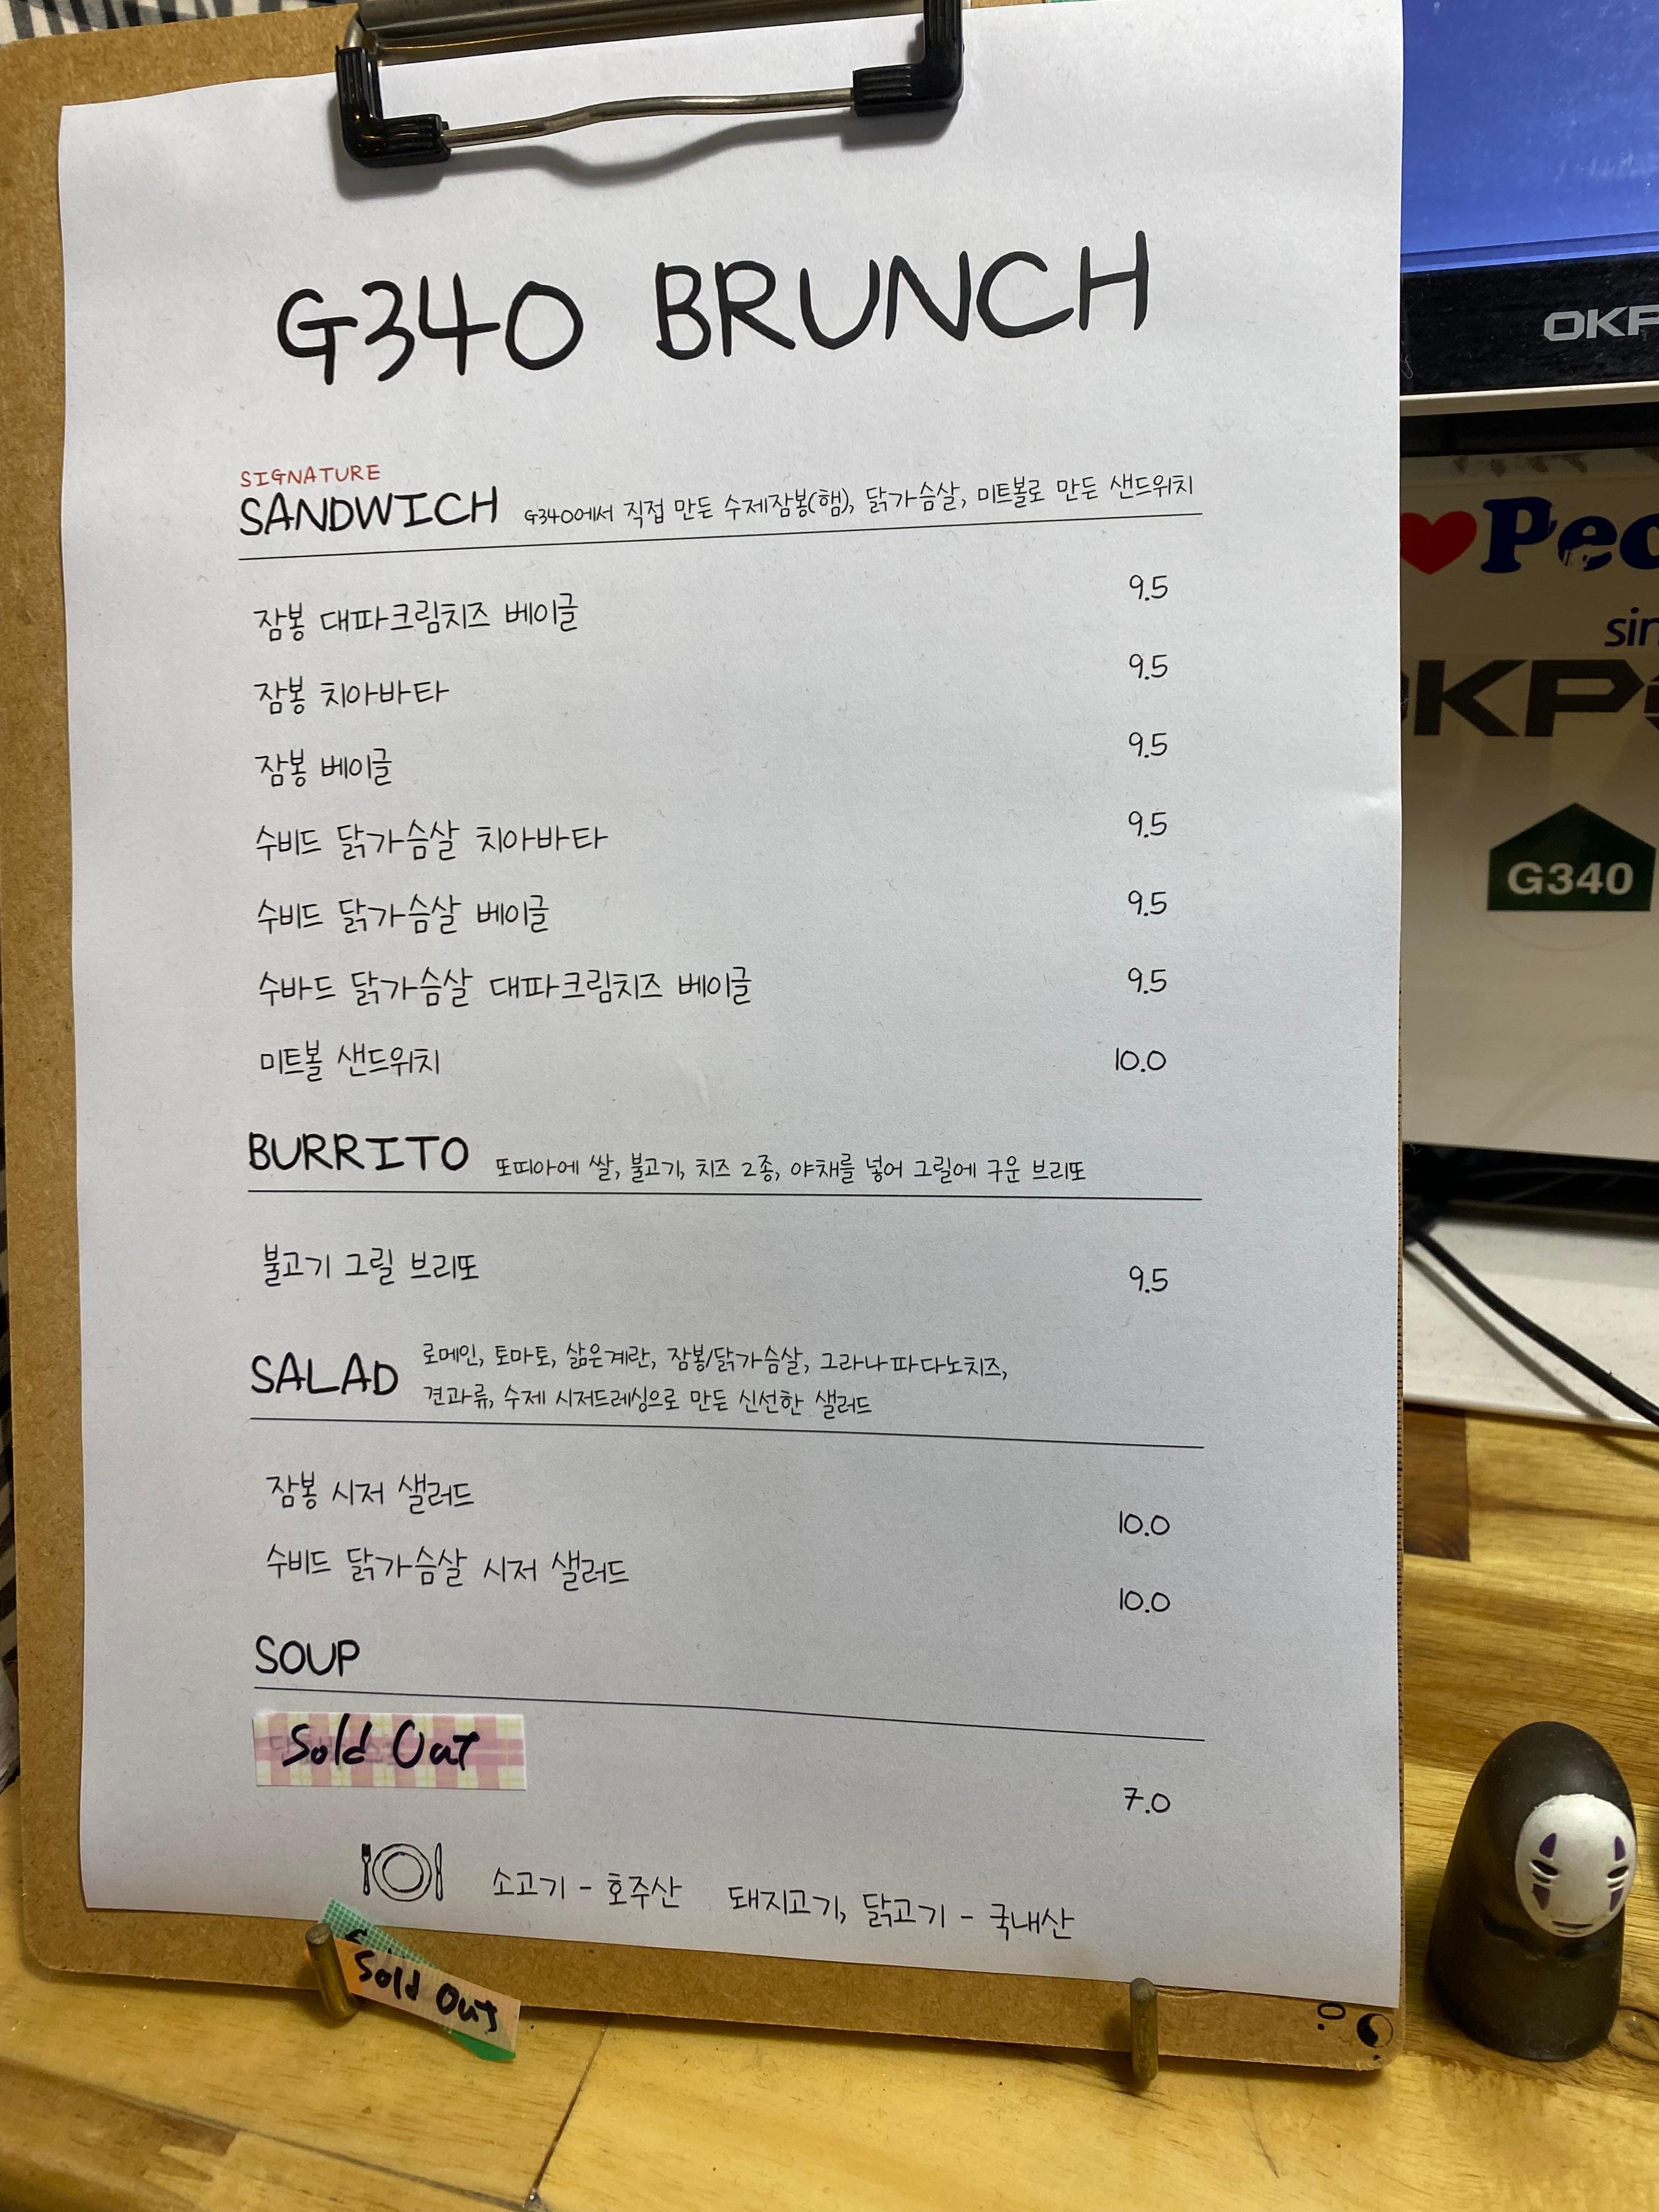 G340 BRUNCH
SIGNATURE
SANDWICH G340에서 직접 만든 수제잠봉(햄), 닭가슴살, 미트볼로 만든 샌드위치
잠봉 대파크림치즈 베이글 9.5
잠봉 치아바타 9.5
잠봉 베이글 9.5
수비드 닭가슴살 치아바타 9.5
수비드 닭가슴살 베이글 9.5
수바드 닭가슴살 대파크림치즈 베이글 9.5
미트볼 샌드위치 10.0
BURRITO 또띠아에 쌀, 불고기, 치즈 2종, 야채를 넣어 그릴에 구운 브리또
불고기 그릴 브리또 9.5
SALAD 로메인, 토마토, 삶은계란, 잠봉/닭가슴살, 그라나파다노치즈,
견과류, 수제 시저드레싱으로 만든 신선한 샐러드
잠봉 시저 샐러드 10.0
수비드 닭가슴살 시저 샐러드 10.0
SOUP
Sold Out 7.0
소고기 - 호주산 돼지고기, 닭고기 - 국내산
Sold Out
G340